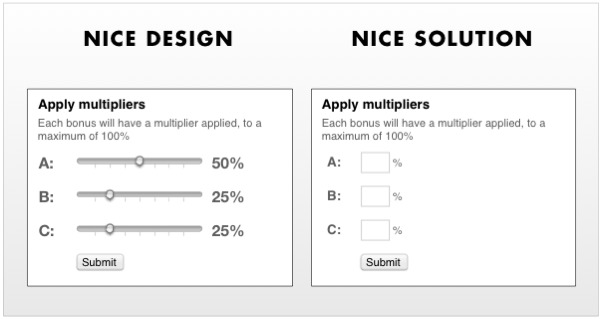 NICE DESIGN
Apply multipliers
Each bonus will have a multiplier applied, to a
maximum of 100%
A: 50%
B: 25%
C: 25%
Submit
NICE SOLUTION
Apply multipliers
Each bonus will have a multiplier applied, to a
maximum of 100%
A: %
B: %
C: %
Submit